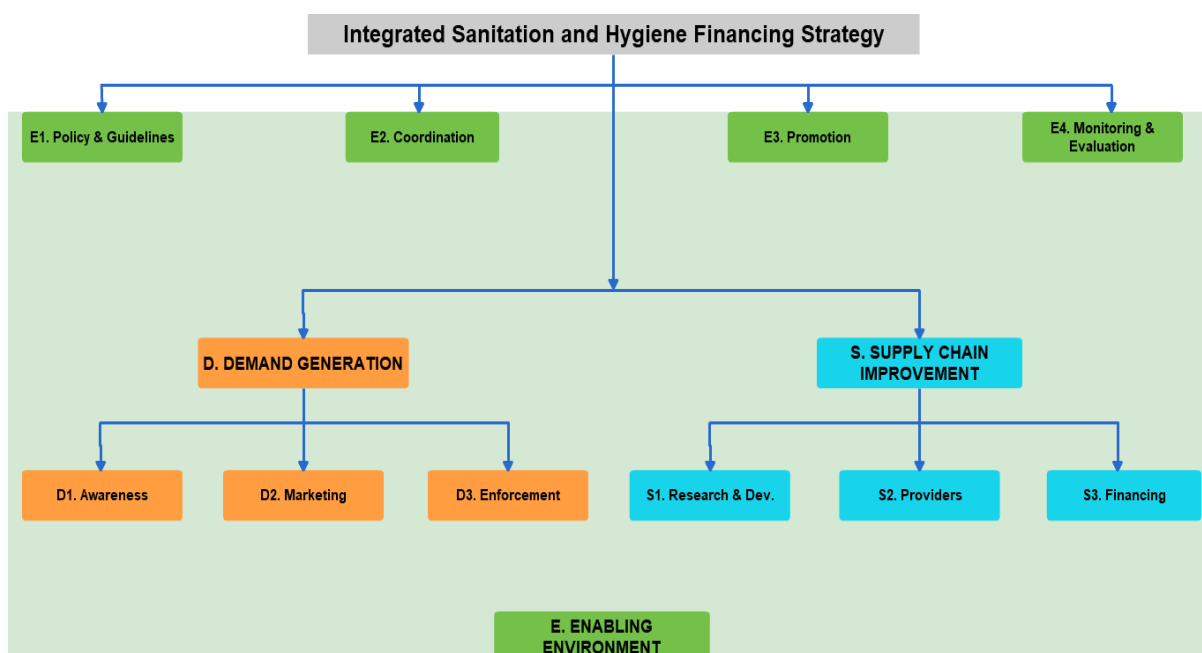 Integrated Sanitation and Hygiene Financing Strategy
E1. Policy & Guidelines
E2. Coordination
E3. Promotion
E4. Monitoring &
Evaluation
D. DEMAND GENERATION
S. SUPPLY CHAIN
IMPROVEMENT
D1. Awareness
D2. Marketing
D3. Enforcement
S1. Research & Dev.
S2. Providers
S3. Financing
E. ENABLING
ENVIRONMENT